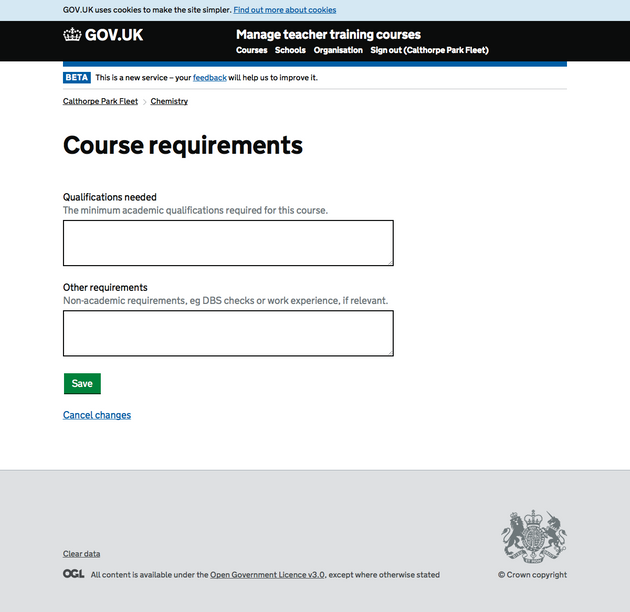 GOV.UK uses cookies to make the site simpler. Find out more about cookies
GOV.UK
Manage teacher training courses
Courses Schools Organisation Sign out (Calthorpe Park Fleet)
BETA This is a new service – your feedback will help us to improve it.
Calthorpe Park Fleet > Chemistry
Course requirements
Qualifications needed
The minimum academic qualifications required for this course.
Other requirements
Non-academic requirements, eg DBS checks or work experience, if relevant.
Save
Cancel changes
Clear data
OGL All content is available under the Open Government Licence v3.0, except where otherwise stated
© Crown copyright